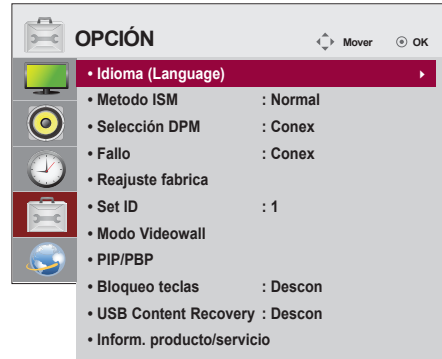 OPCIÓN Mover OK
• Idioma (Language)
• Metodo ISM : Normal
• Selección DPM : Conex
• Fallo : Conex
• Reajuste fabrica
• Set ID : 1
• Modo Videowall
• PIP/PBP
• Bloqueo teclas : Descon
• USB Content Recovery : Descon
• Inform. producto/servicio